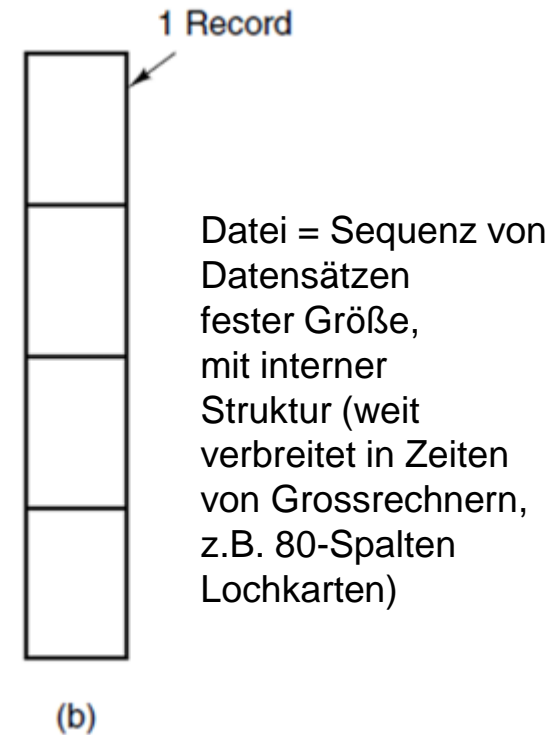 1 Record
Datei = Sequenz von
Datensätzen
fester Größe,
mit interner
Struktur (weit
verbreitet in Zeiten
von Grossrechnern,
z.B. 80-Spalten
Lochkarten)
(b)